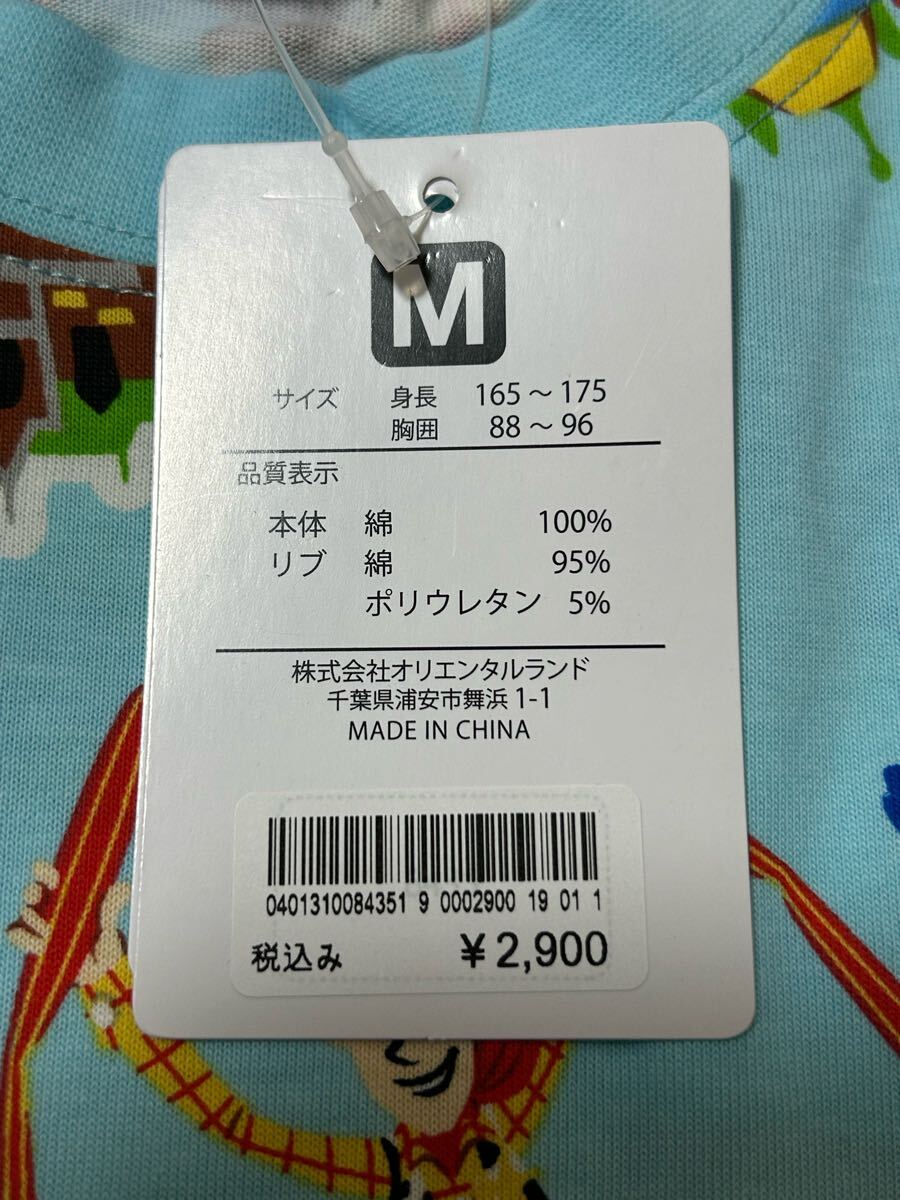 M
サイズ 身長 165～175
胸囲 88～96
品質表示
本体 綿 100%
リブ 綿 95%
ポリウレタン 5%
株式会社オリエンタルランド
千葉県浦安市舞浜 1-1
MADE IN CHINA
0401310084351 9 0002900 19 01 1
税込み ¥2,900